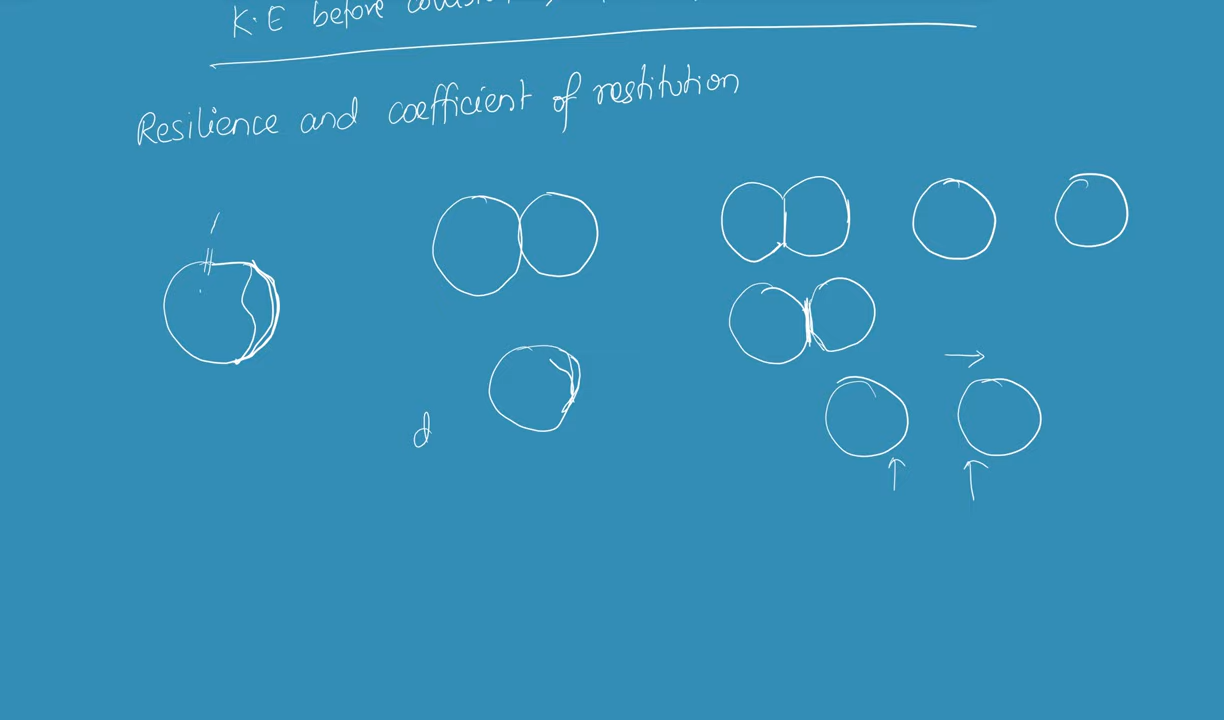 K.E before
Resilience and coefficient of restitution
d